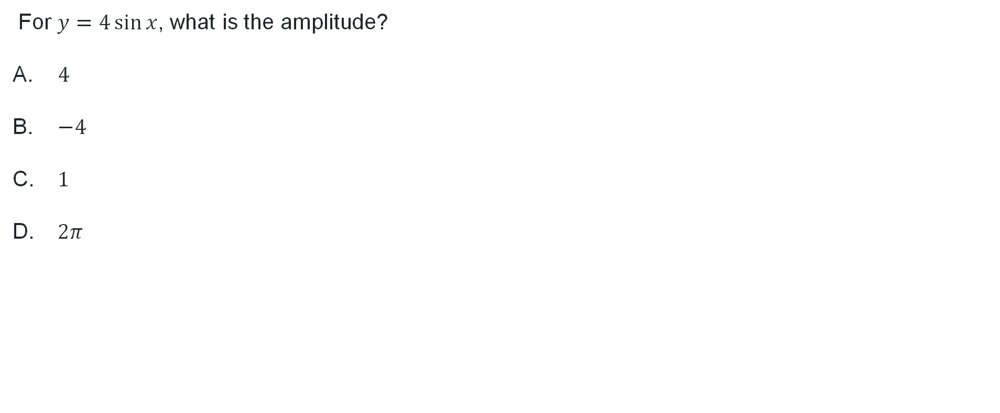 For y = 4 sin x, what is the amplitude?
A. 4
B. −4
C. 1
D. 2π